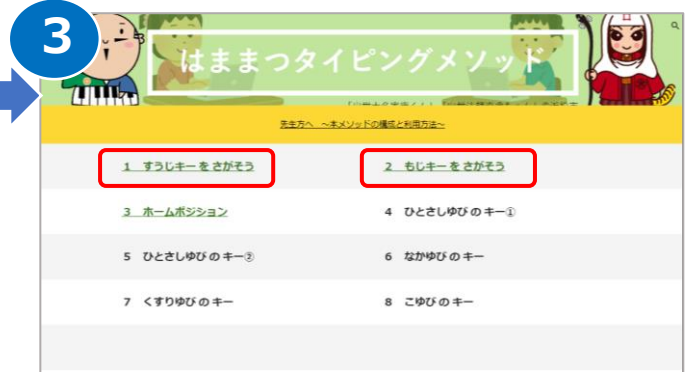 3
はままつタイピングメソッド
先生方へ ～本メソッドの構成と利用方法～
1 すうじキー を さがそう
2 もじキー を さがそう
3 ホームポジション
4 ひとさしゆび の キー①
5 ひとさしゆび の キー②
6 なかゆび の キー
7 くすりゆび の キー
8 こゆび の キー